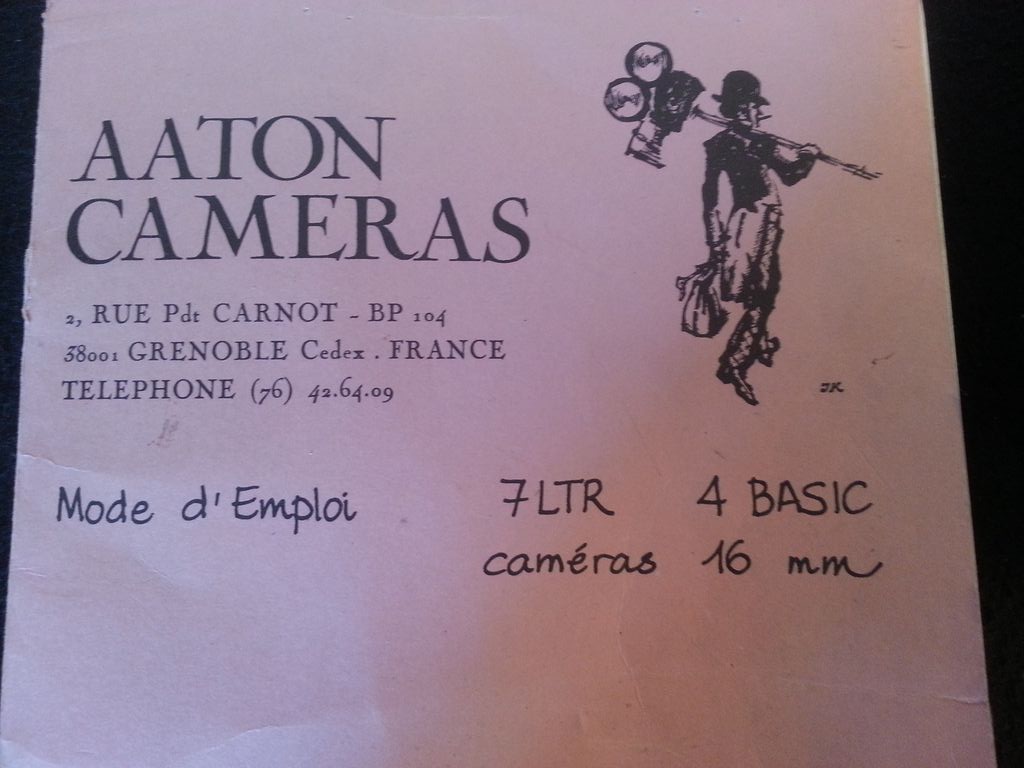 AATON
CAMERAS
2, RUE Pdt CARNOT - BP 104
38001 GRENOBLE Cedex . FRANCE
TELEPHONE (76) 42.64.09
JK
Mode d'Emploi 7 LTR 4 BASIC
caméras 16 mm